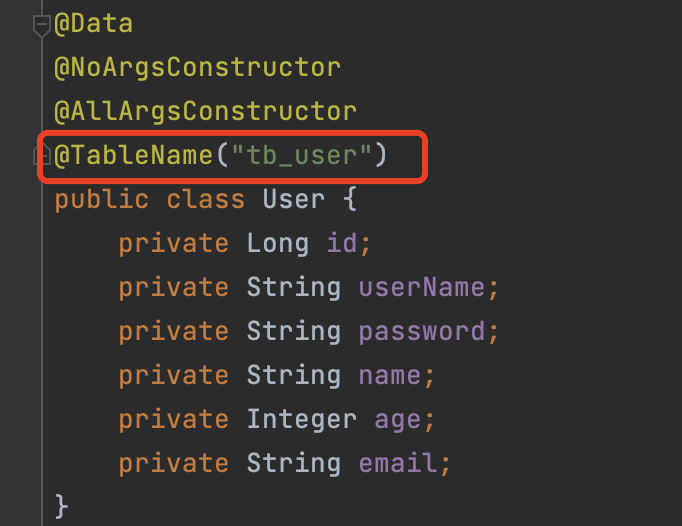 @Data
@NoArgsConstructor
@AllArgsConstructor
@TableName("tb_user")
public class User {
    private Long id;
    private String userName;
    private String password;
    private String name;
    private Integer age;
    private String email;
}